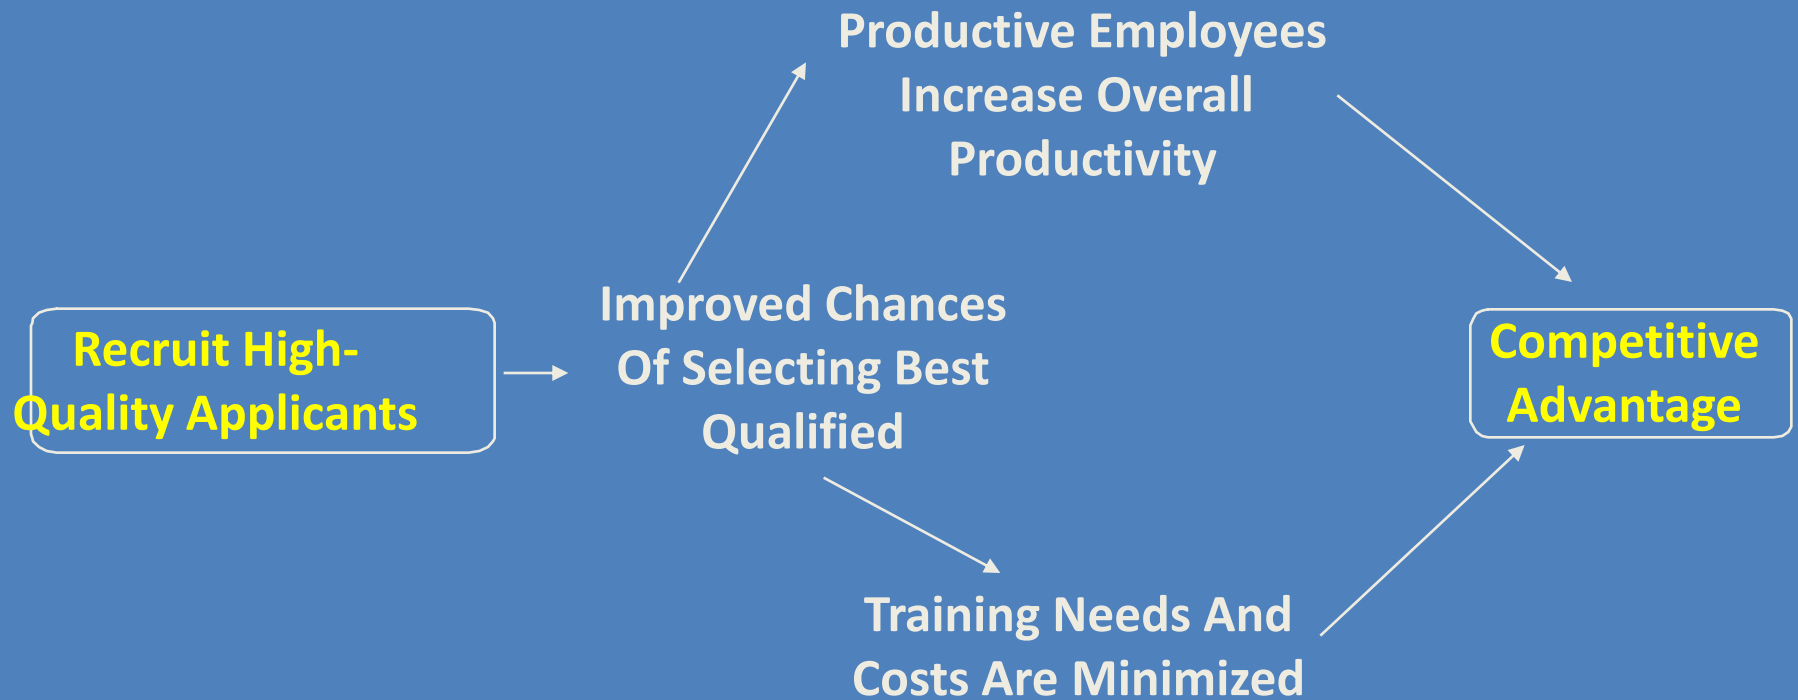 Productive Employees
Increase Overall
Productivity
Recruit High-
Quality Applicants
Improved Chances
Of Selecting Best
Qualified
Competitive
Advantage
Training Needs And
Costs Are Minimized